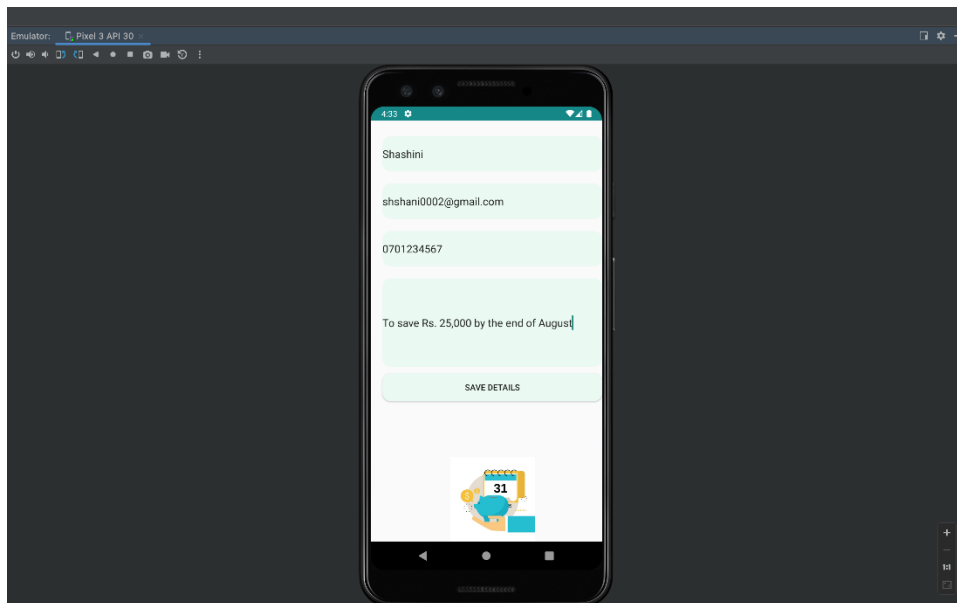 Emulator: Pixel 3 API 30
4:33
Shashini
shshani0002@gmail.com
0701234567
To save Rs. 25,000 by the end of August
SAVE DETAILS
31
1:1